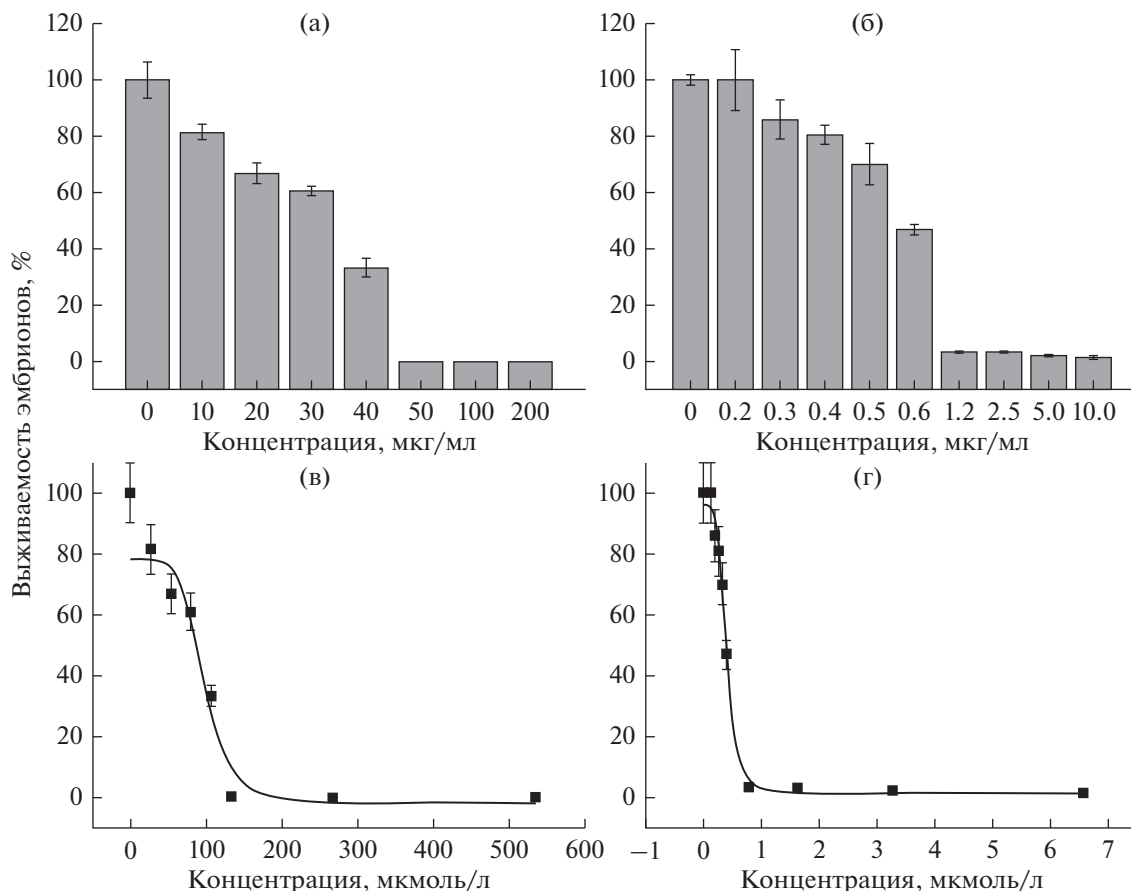 Выживаемость эмбрионов, %
(а)
120
100
80
60
40
20
0
0 10 20 30 40 50 100 200
Концентрация, мкг/мл
(б)
120
100
80
60
40
20
0
0 0.2 0.3 0.4 0.5 0.6 1.2 2.5 5.0 10.0
Концентрация, мкг/мл
(в)
100
80
60
40
20
0
0 100 200 300 400 500 600
Концентрация, мкмоль/л
(г)
100
80
60
40
20
0
−1 0 1 2 3 4 5 6 7
Концентрация, мкмоль/л